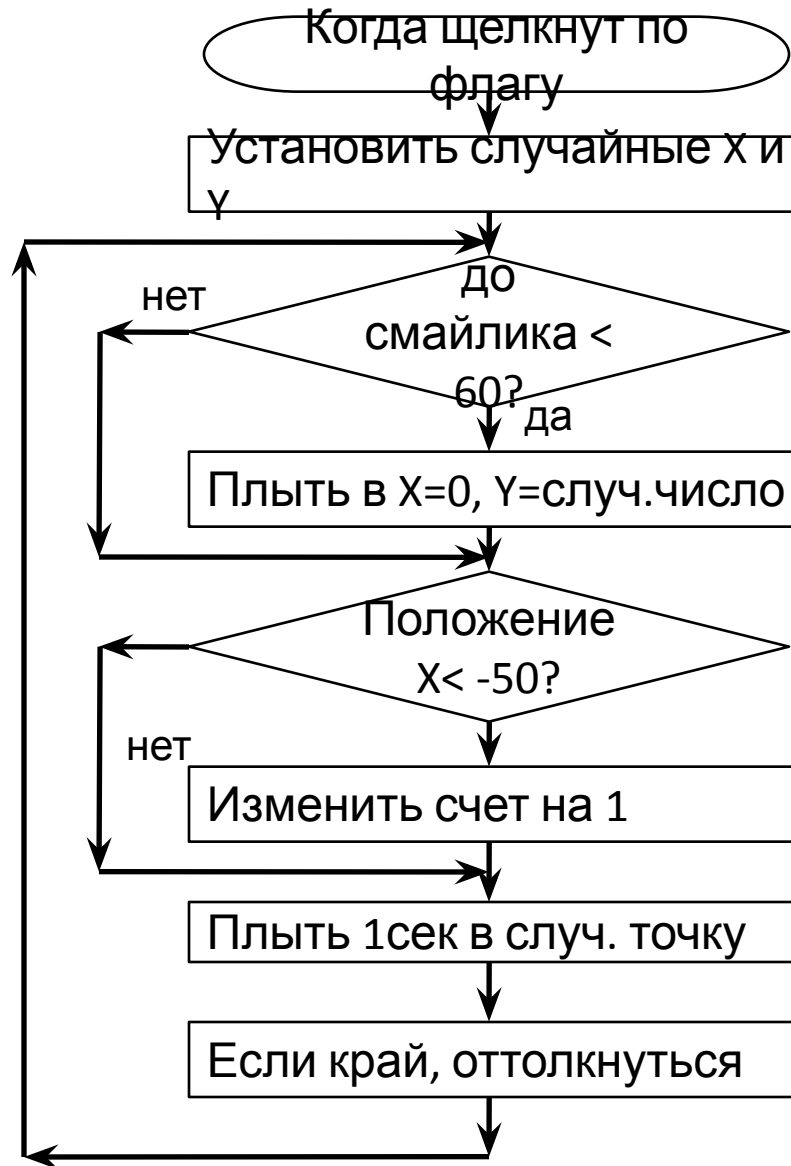 Когда щелкнут по
флагу
Установить случайные X и
Y
до
смайлика <
60?
нет
да
Плыть в X=0, Y=случ.число
Положение
X< -50?
нет
Изменить счет на 1
Плыть 1сек в случ. точку
Если край, оттолкнуться